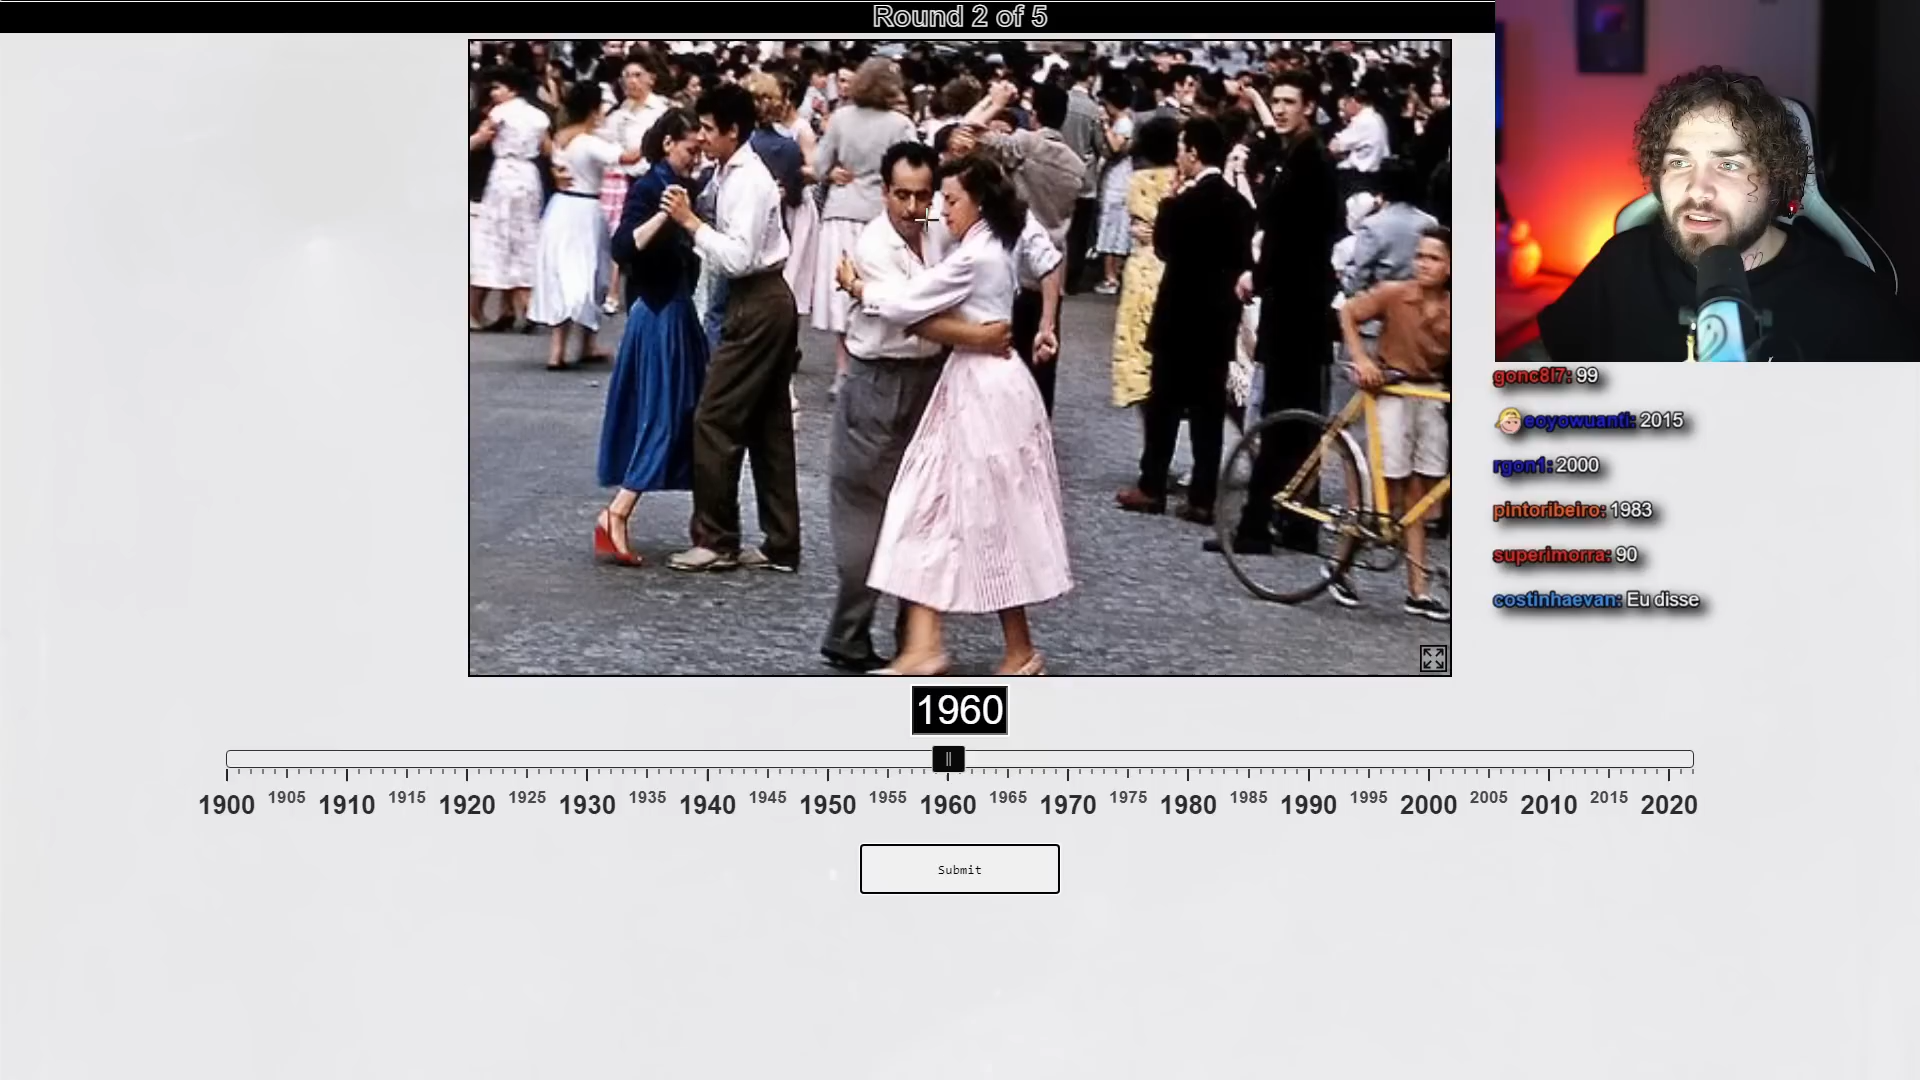 Round 2 of 5
gonc8l7: 99
eoyowuanti: 2015
rgon1: 2000
pintoribeiro: 1983
superimorra: 90
costinhaevan: Eu disse
1960
1900 1905 1910 1915 1920 1925 1930 1935 1940 1945 1950 1955 1960 1965 1970 1975 1980 1985 1990 1995 2000 2005 2010 2015 2020
Submit